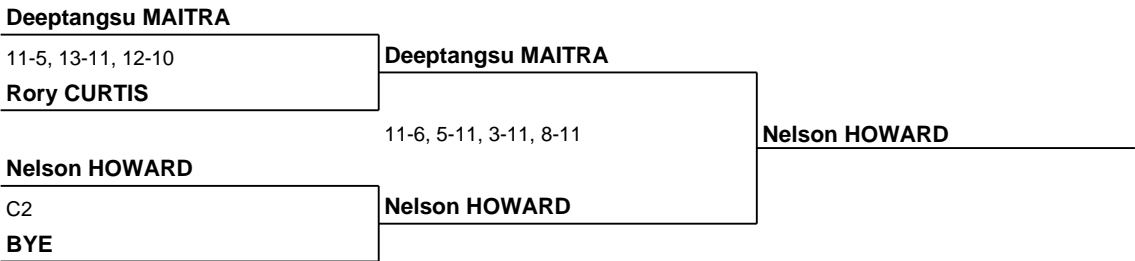 Deeptangsu MAITRA
11-5, 13-11, 12-10
Deeptangsu MAITRA
Rory CURTIS
11-6, 5-11, 3-11, 8-11
Nelson HOWARD
Nelson HOWARD
C2
Nelson HOWARD
BYE